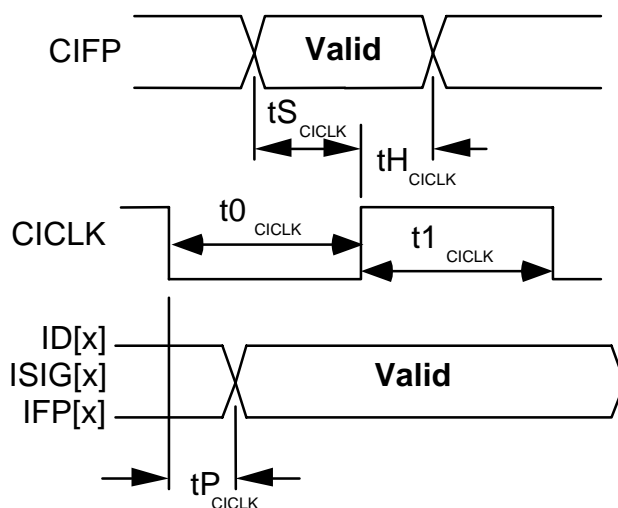 CIFP
Valid
tS CICLK
tH CICLK
CICLK
t0 CICLK
t1 CICLK
ID[x]
ISIG[x]
IFP[x]
Valid
tP CICLK